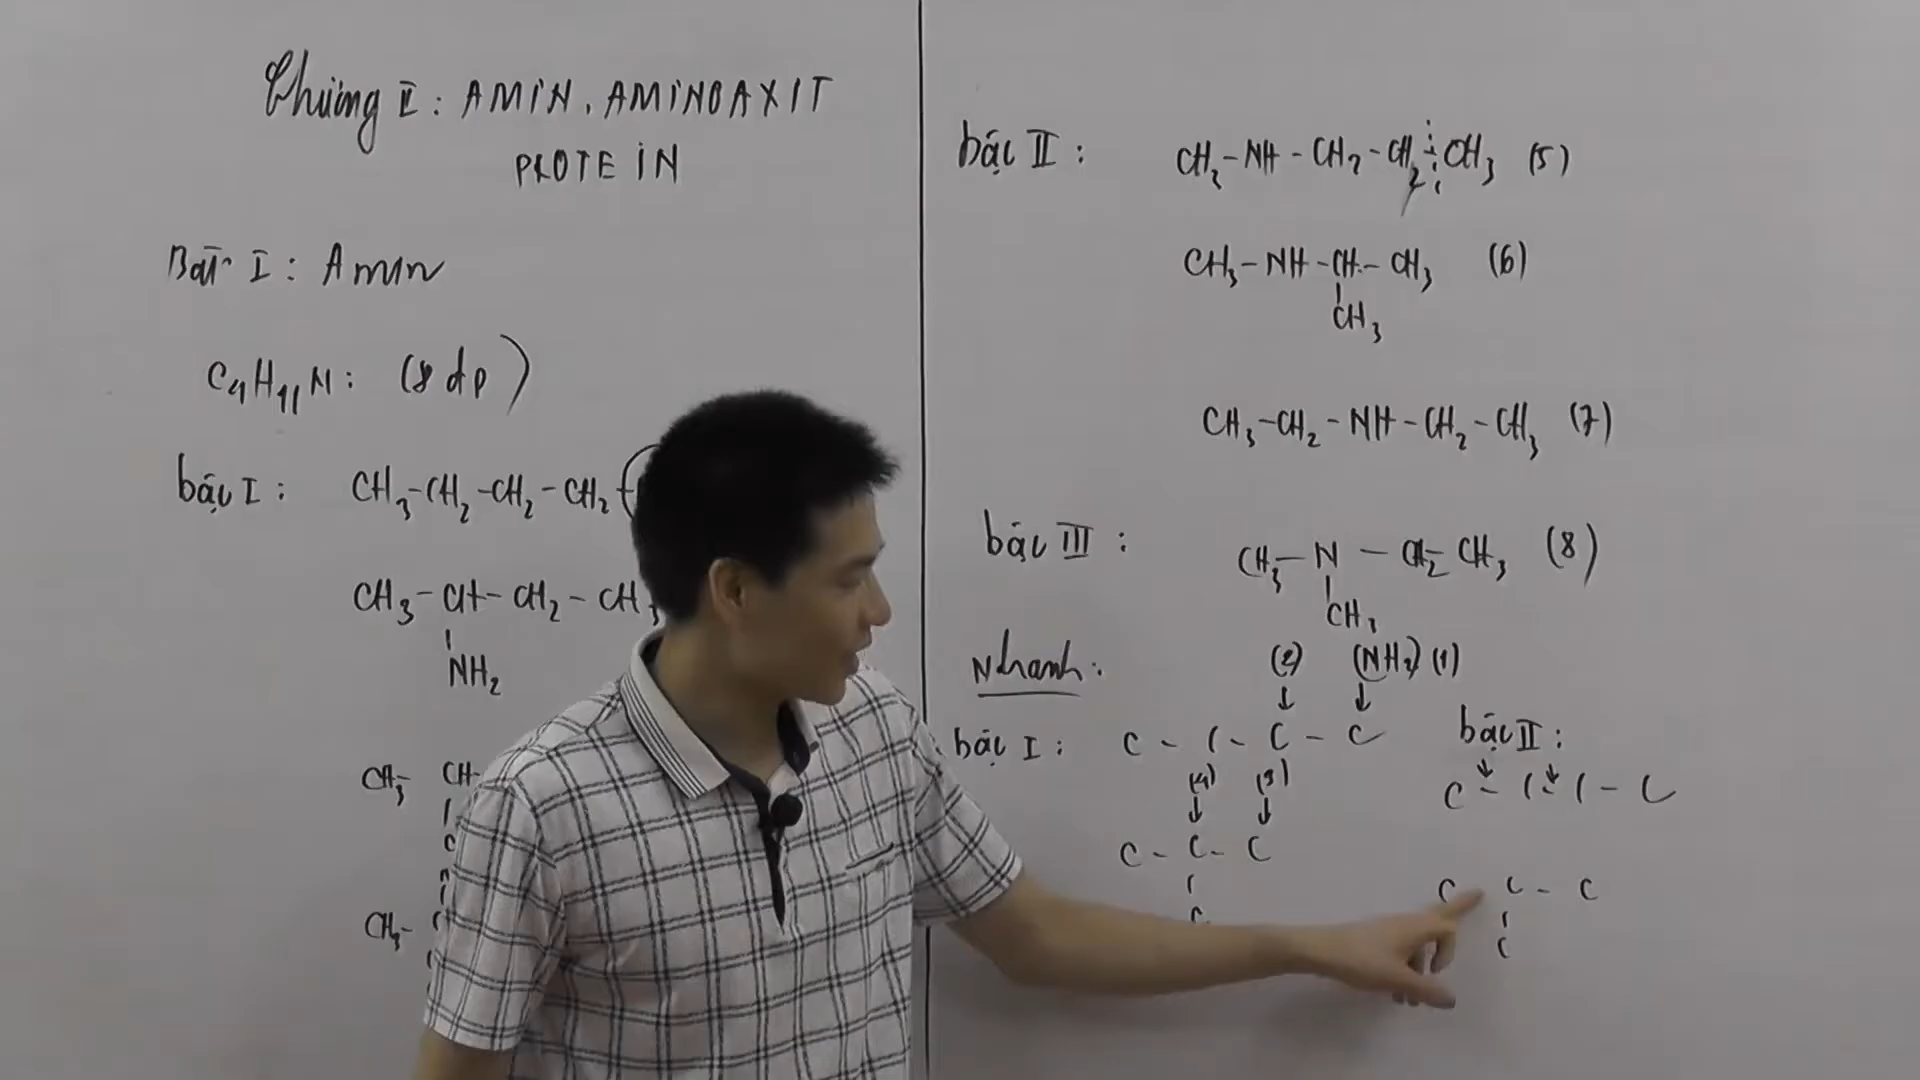 Chương II: AMIN, AMINOAXIT
PROTEIN
Bài I: Amin
C4H11N: (8 đp)
bậc I: CH3-CH2-CH2-CH2-
CH3-CH-CH2-CH3
NH2
CH3- CH-
CH3-
bậc II: CH3-NH-CH2-CH2-CH3 (5)
CH3-NH-CH-CH3 (6)
CH3
CH3-CH2-NH-CH2-CH3 (7)
bậc III: CH3-N-CH2-CH3 (8)
CH3
Nhanh: (2) (NH2) (1)
↓ ↓
bậc I: C-C-C-C
(4) (3)
↓ ↓
C-C-C
C
bậc II:
↓ ↓
C-C-C-C
C C-C
C